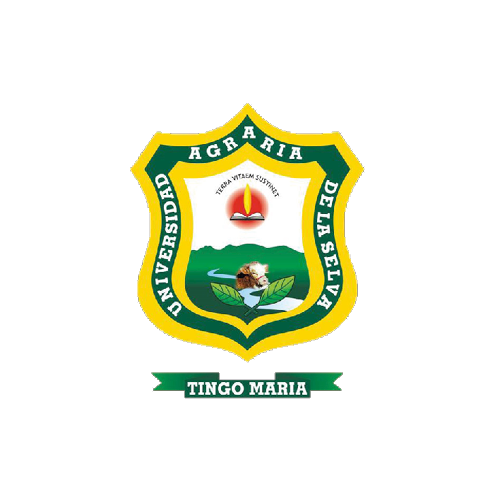 UNIVERSIDAD
AGRARIA
DE LA SELVA
TERRA VITAEM SUSTINET
TINGO MARIA